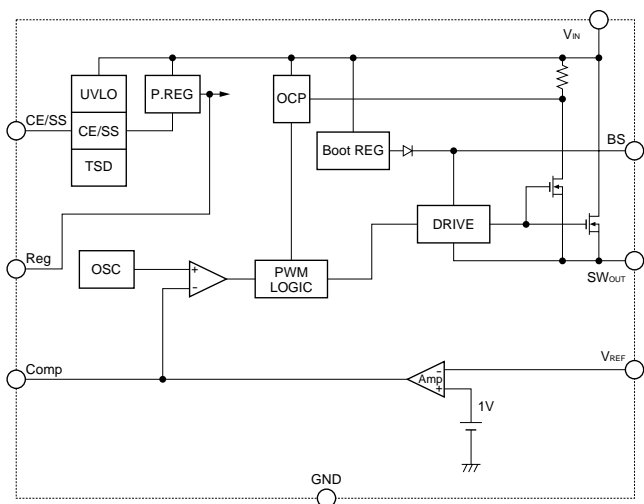 VIN
UVLO
P.REG
OCP
CE/SS
CE/SS
TSD
Boot REG
BS
DRIVE
Reg
OSC
+
-
PWM
LOGIC
SWOUT
Comp
Amp
-
+
VREF
1V
GND